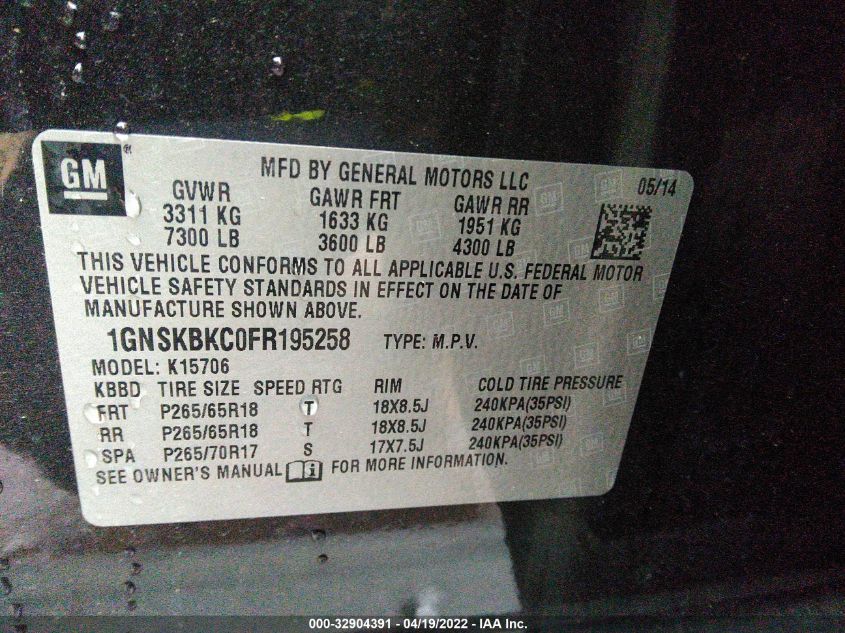 GM®
MFD BY GENERAL MOTORS LLC
05/14
GVWR GAWR FRT GAWR RR
3311 KG 1633 KG 1951 KG
7300 LB 3600 LB 4300 LB
THIS VEHICLE CONFORMS TO ALL APPLICABLE U.S. FEDERAL MOTOR
VEHICLE SAFETY STANDARDS IN EFFECT ON THE DATE OF
MANUFACTURE SHOWN ABOVE.
1GNSKBKC0FR195258 TYPE: M.P.V.
MODEL: K15706
KBBD TIRE SIZE SPEED RTG RIM COLD TIRE PRESSURE
FRT P265/65R18 T 18X8.5J 240KPA(35PSI)
RR P265/65R18 T 18X8.5J 240KPA(35PSI)
SPA P265/70R17 S 17X7.5J 240KPA(35PSI)
SEE OWNER'S MANUAL FOR MORE INFORMATION.
000-32904391 - 04/19/2022 - IAA Inc.